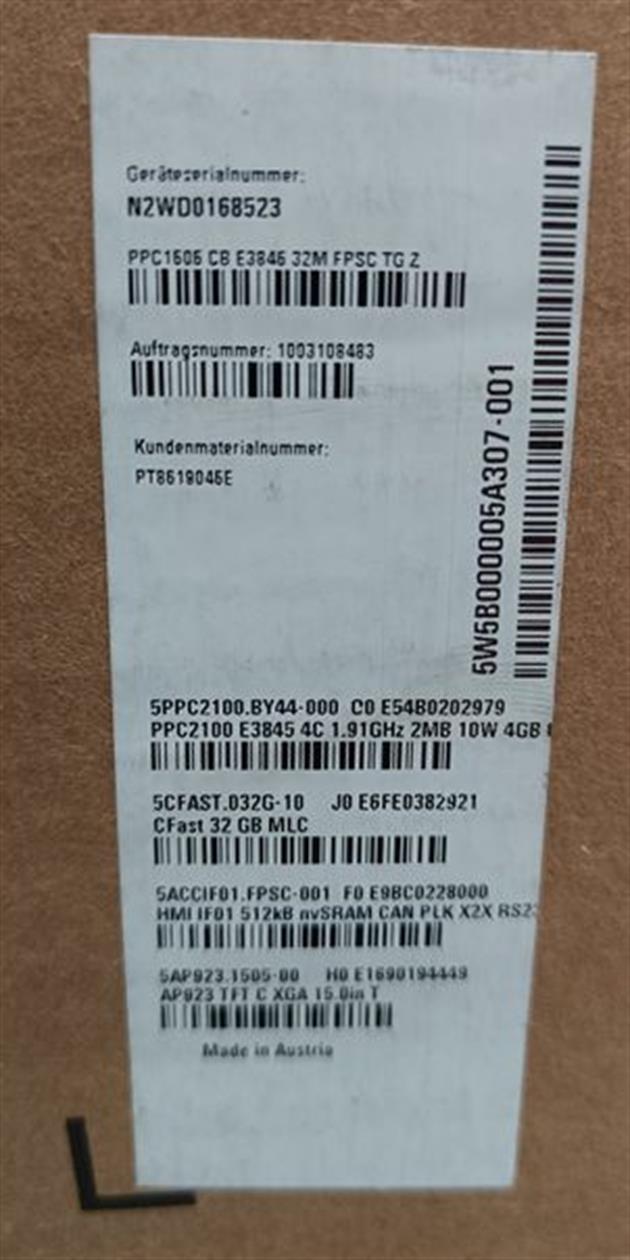 Geräteserialnummer:
N2WD0168523
PPC1506 CB E3845 32M FPSC TG Z
Auftragsnummer: 1003108483
Kundenmaterialnummer:
PT8619046E
5W5B000005A307-001
5PPC2100.BY44-000 C0 E54B0202979
PPC2100 E3845 4C 1.91GHz 2MB 10W 4GB
5CFAST.032G-10 J0 E6FE0382921
CFast 32 GB MLC
5ACCIF01.FPSC-001 F0 E9BC0228000
HMI IF01 512kB nvSRAM CAN PLK X2X RS23
5AP923.1505-00 H0 E1690194449
AP923 TFT C XGA 15.0in T
Made in Austria